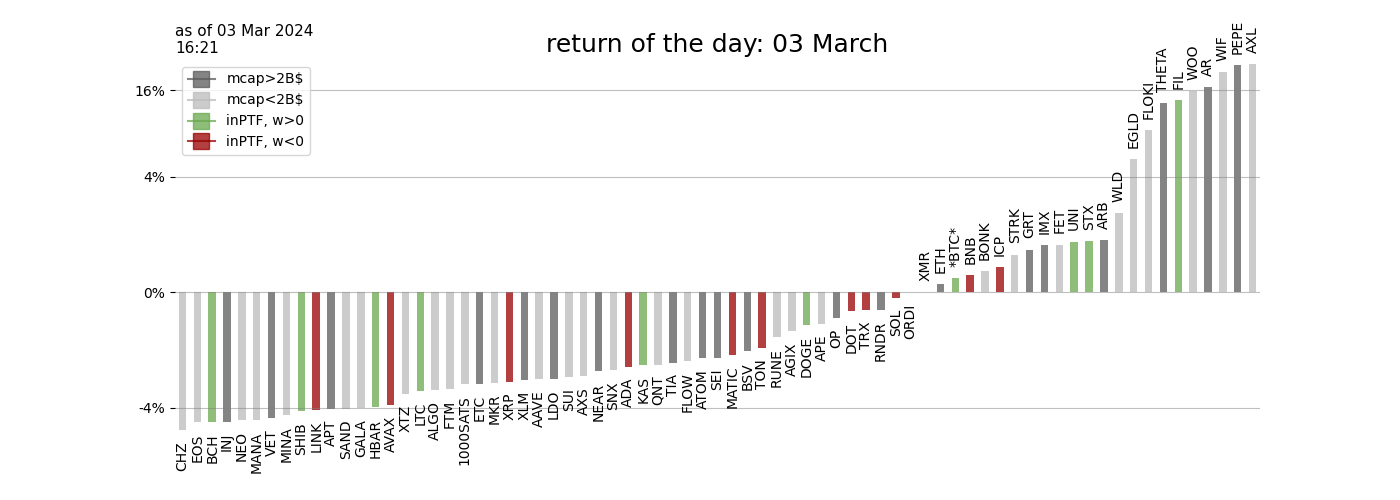 as of 03 Mar 2024
16:21
return of the day: 03 March
mcap>2B$
mcap<2B$
inPTF, w>0
inPTF, w<0
16%
4%
0%
-4%
CHZ
EOS
BCH
INJ
NEO
MANA
VET
MINA
SHIB
LINK
APT
SAND
GALA
HBAR
AVAX
XTZ
LTC
ALGO
FTM
1000SATS
ETC
MKR
XRP
XLM
AAVE
LDO
SUI
AXS
NEAR
SNX
ADA
KAS
QNT
TIA
FLOW
ATOM
SEI
MATIC
BSV
TON
RUNE
AGIX
DOGE
APE
OP
DOT
TRX
RNDR
SOL
ORDI
XMR
ETH
*BTC*
BNB
BONK
ICP
STRK
GRT
IMX
FET
UNI
STX
ARB
WLD
EGLD
FLOKI
THETA
FIL
WOO
AR
WIF
PEPE
AXL